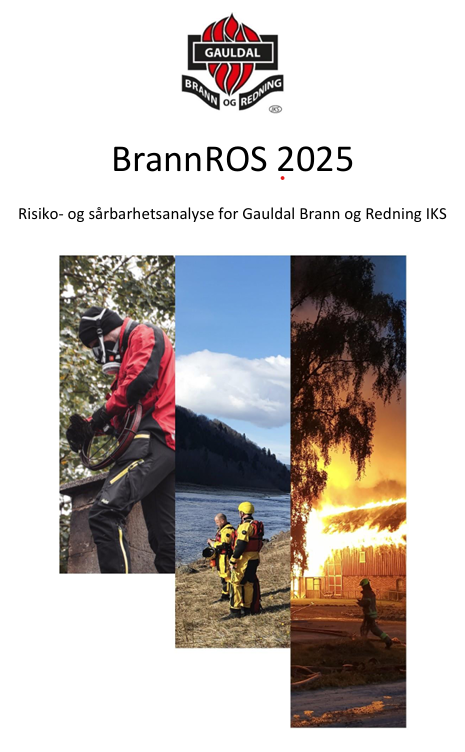 GAULDAL
BRANN OG REDNING
IKS
BrannROS 2025
Risiko- og sårbarhetsanalyse for Gauldal Brann og Redning IKS